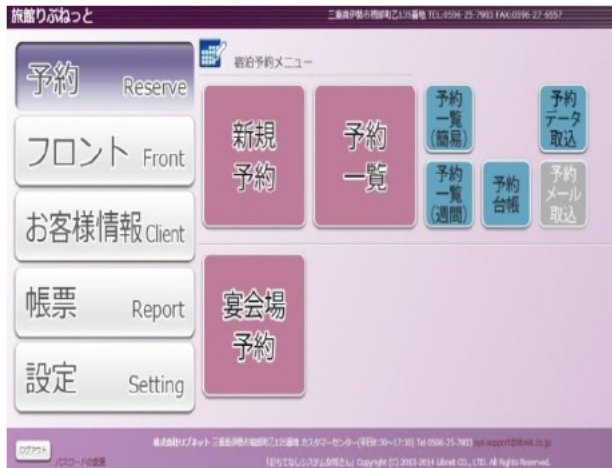 旅館りぶねっと
三重県伊勢市楠部町乙135番地 TEL:0596-25-7903 FAX:0596-27-6557
予約 Reserve
宿泊予約メニュー
新規
予約
予約
一覧
予約
一覧
(簡易)
予約
データ
取込
予約
一覧
(週間)
予約
台帳
予約
メール
取込
フロント Front
お客様情報 Client
帳票 Report
設定 Setting
宴会場
予約
ログアウト
パスワードの変更
株式会社リブネット 三重県伊勢市楠部町乙135番地 カスタマーセンター(平日8:30~17:30) Tel 0596-25-7903
「おもてなしシステム女将さん」 Copyright (C) 2013-2014 Libnet CO., LTD. All Rights Reserved.